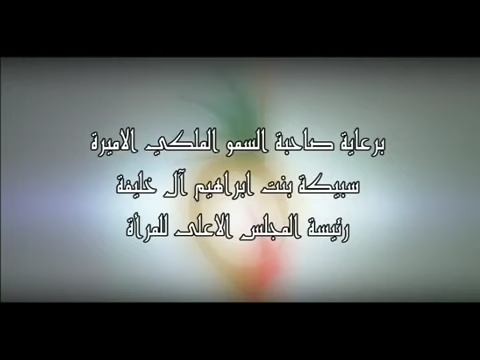 برعاية صاحبة السمو الملكي الاميرة
سبيكة بنت ابراهيم آل خليفة
رئيسة المجلس الاعلى للمرأة